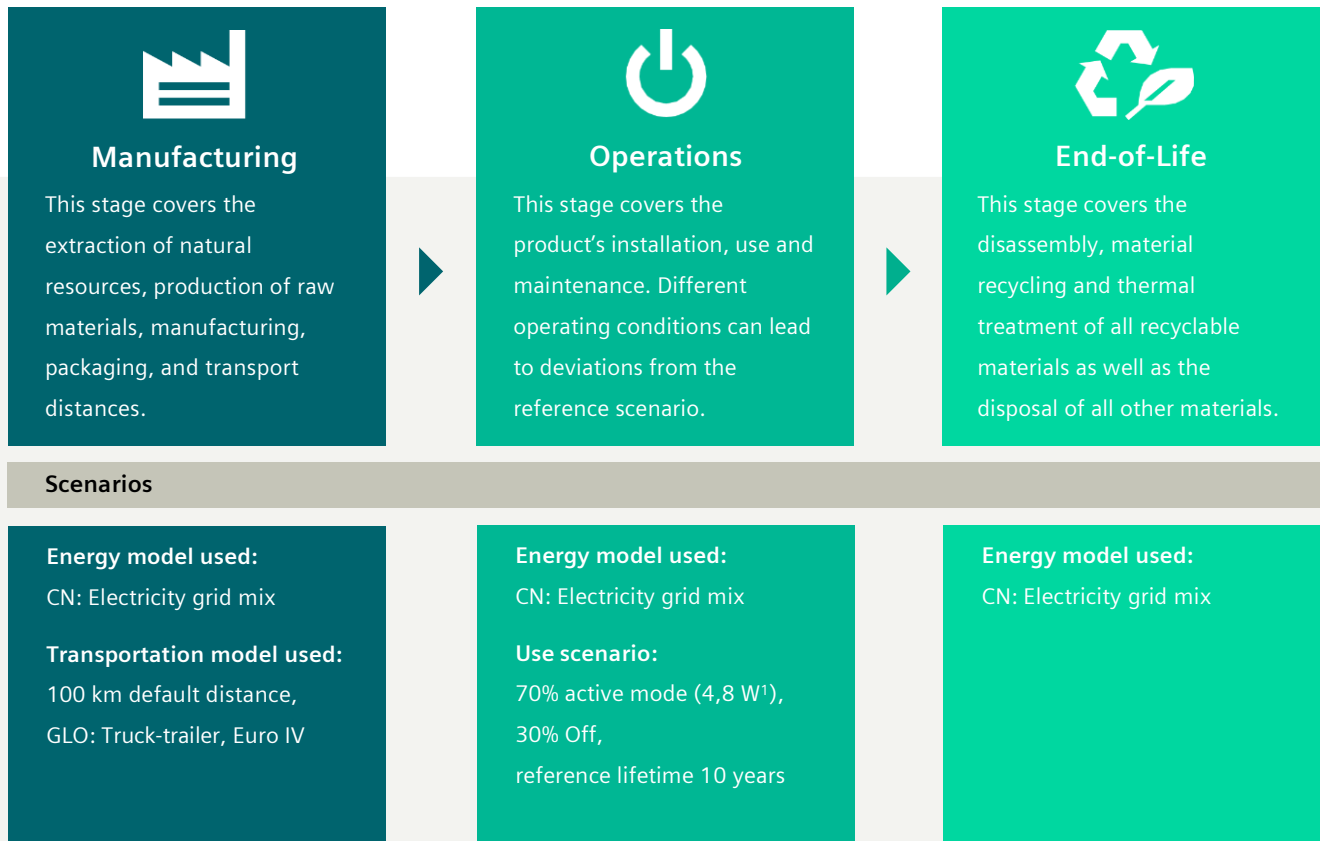 Manufacturing
This stage covers the
extraction of natural
resources, production of raw
materials, manufacturing,
packaging, and transport
distances.
Operations
This stage covers the
product's installation, use and
maintenance. Different
operating conditions can lead
to deviations from the
reference scenario.
End-of-Life
This stage covers the
disassembly, material
recycling and thermal
treatment of all recyclable
materials as well as the
disposal of all other materials.
Scenarios
Energy model used:
CN: Electricity grid mix
Transportation model used:
100 km default distance,
GLO: Truck-trailer, Euro IV
Energy model used:
CN: Electricity grid mix
Use scenario:
70% active mode (4,8 W¹),
30% Off,
reference lifetime 10 years
Energy model used:
CN: Electricity grid mix